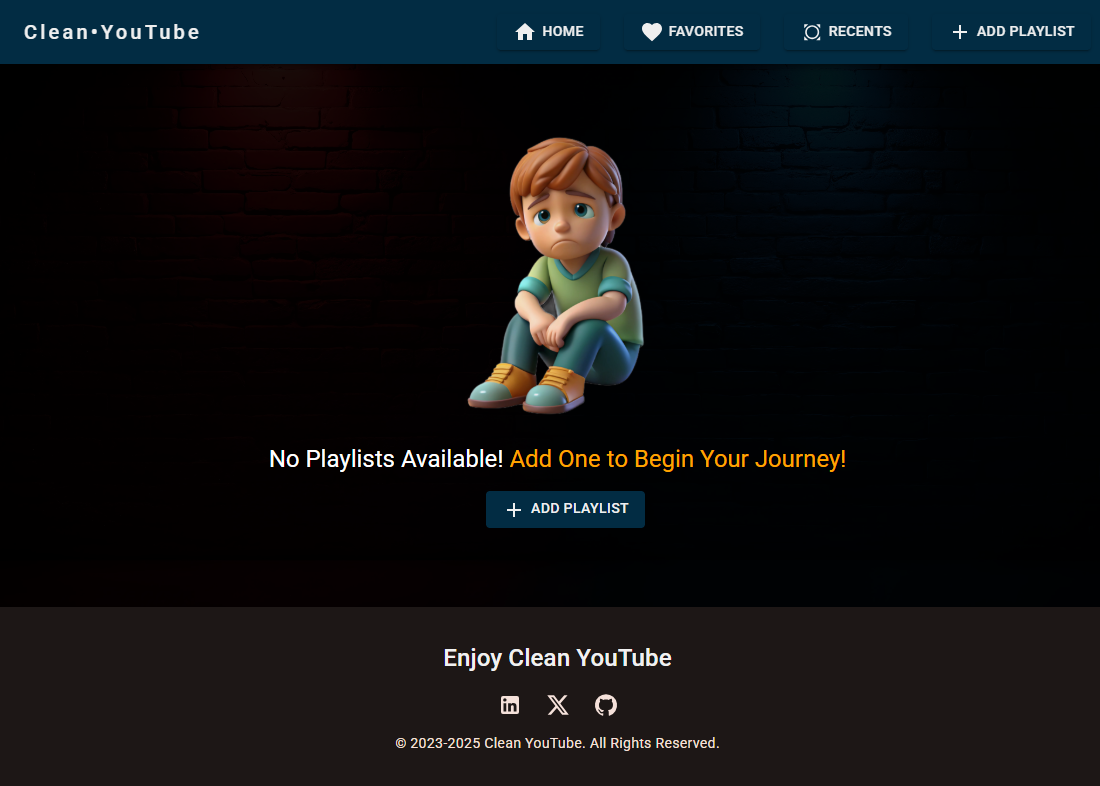 Clean•YouTube
HOME
FAVORITES
RECENTS
ADD PLAYLIST
No Playlists Available! Add One to Begin Your Journey!
ADD PLAYLIST
Enjoy Clean YouTube
© 2023-2025 Clean YouTube. All Rights Reserved.